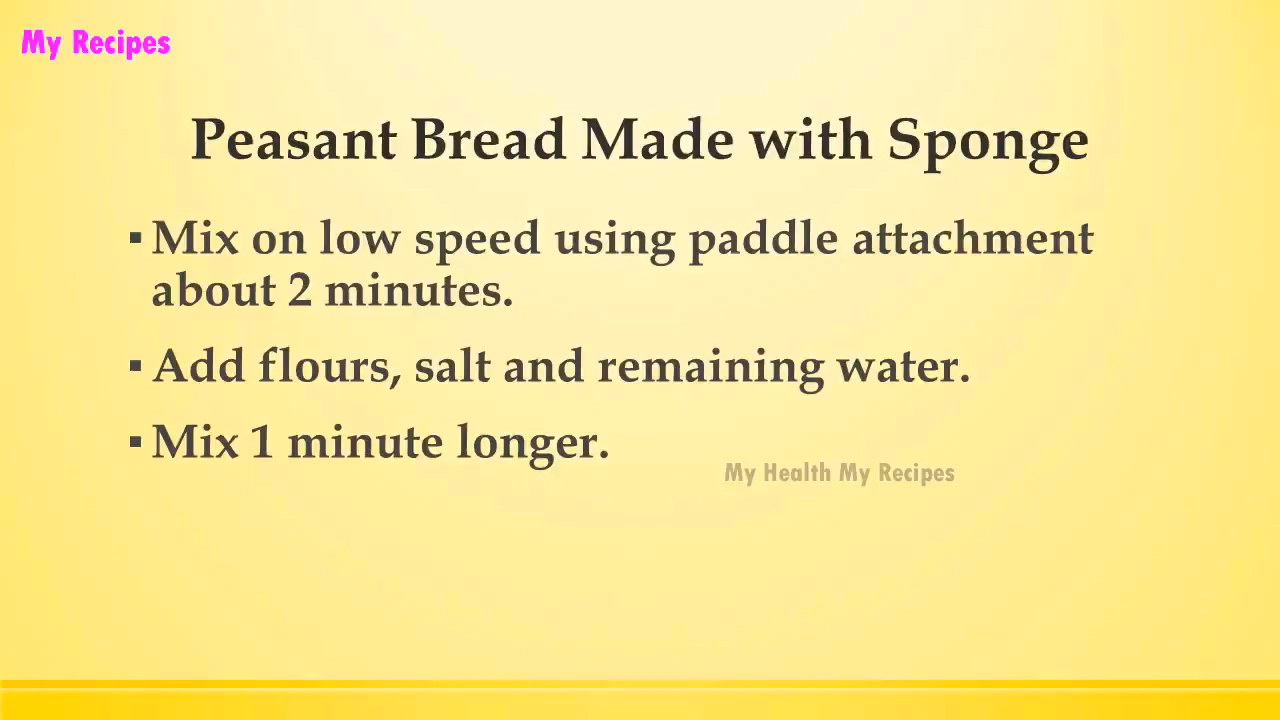 My Recipes
Peasant Bread Made with Sponge
▪ Mix on low speed using paddle attachment
about 2 minutes.
▪ Add flours, salt and remaining water.
▪ Mix 1 minute longer.
My Health My Recipes